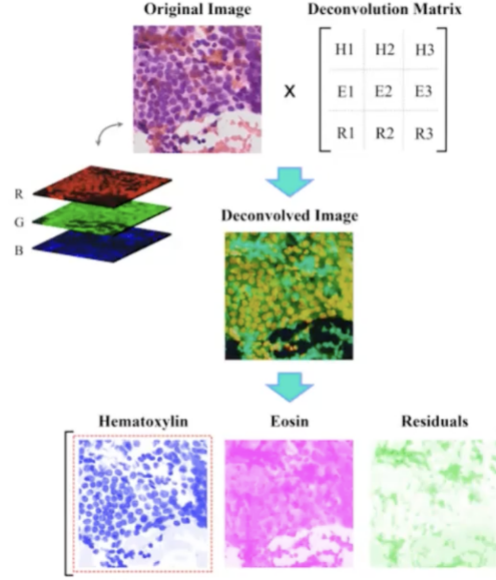 Original Image
Deconvolution Matrix
X
H1 H2 H3
E1 E2 E3
R1 R2 R3
R
G
B
Deconvolved Image
Hematoxylin
Eosin
Residuals